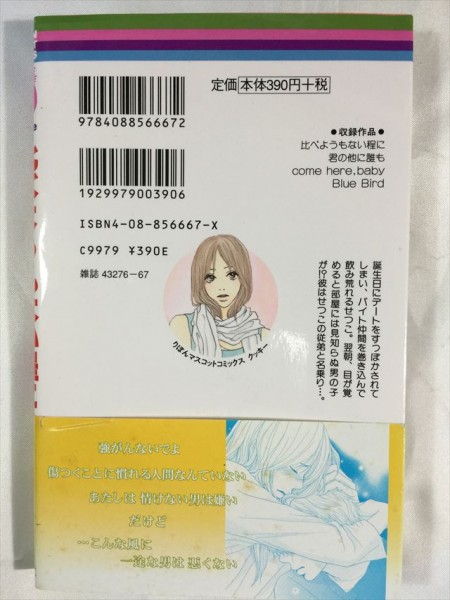 9784088566672
1929979003906
ISBN4-08-856667-X
C9979 ¥390E
雑誌 43276-67
定価 本体390円+税
●収録作品●
比べようもない程に
君の他に誰も
come here,baby
Blue Bird
誕生日にデートをすっぽかされて
しまい、バイト仲間を巻き込んで
飲み荒れるせつこ。翌朝、目が覚
めると部屋には見知らぬ男の子
が!?彼はせつこの従弟と名乗り…。
りぼんマスコットコミックス クッキー
強がんないでよ
傷つくことに慣れる人間なんていない
あたしは 情けない男は嫌い
だけど
…こんな風に
一途な男は 悪くない